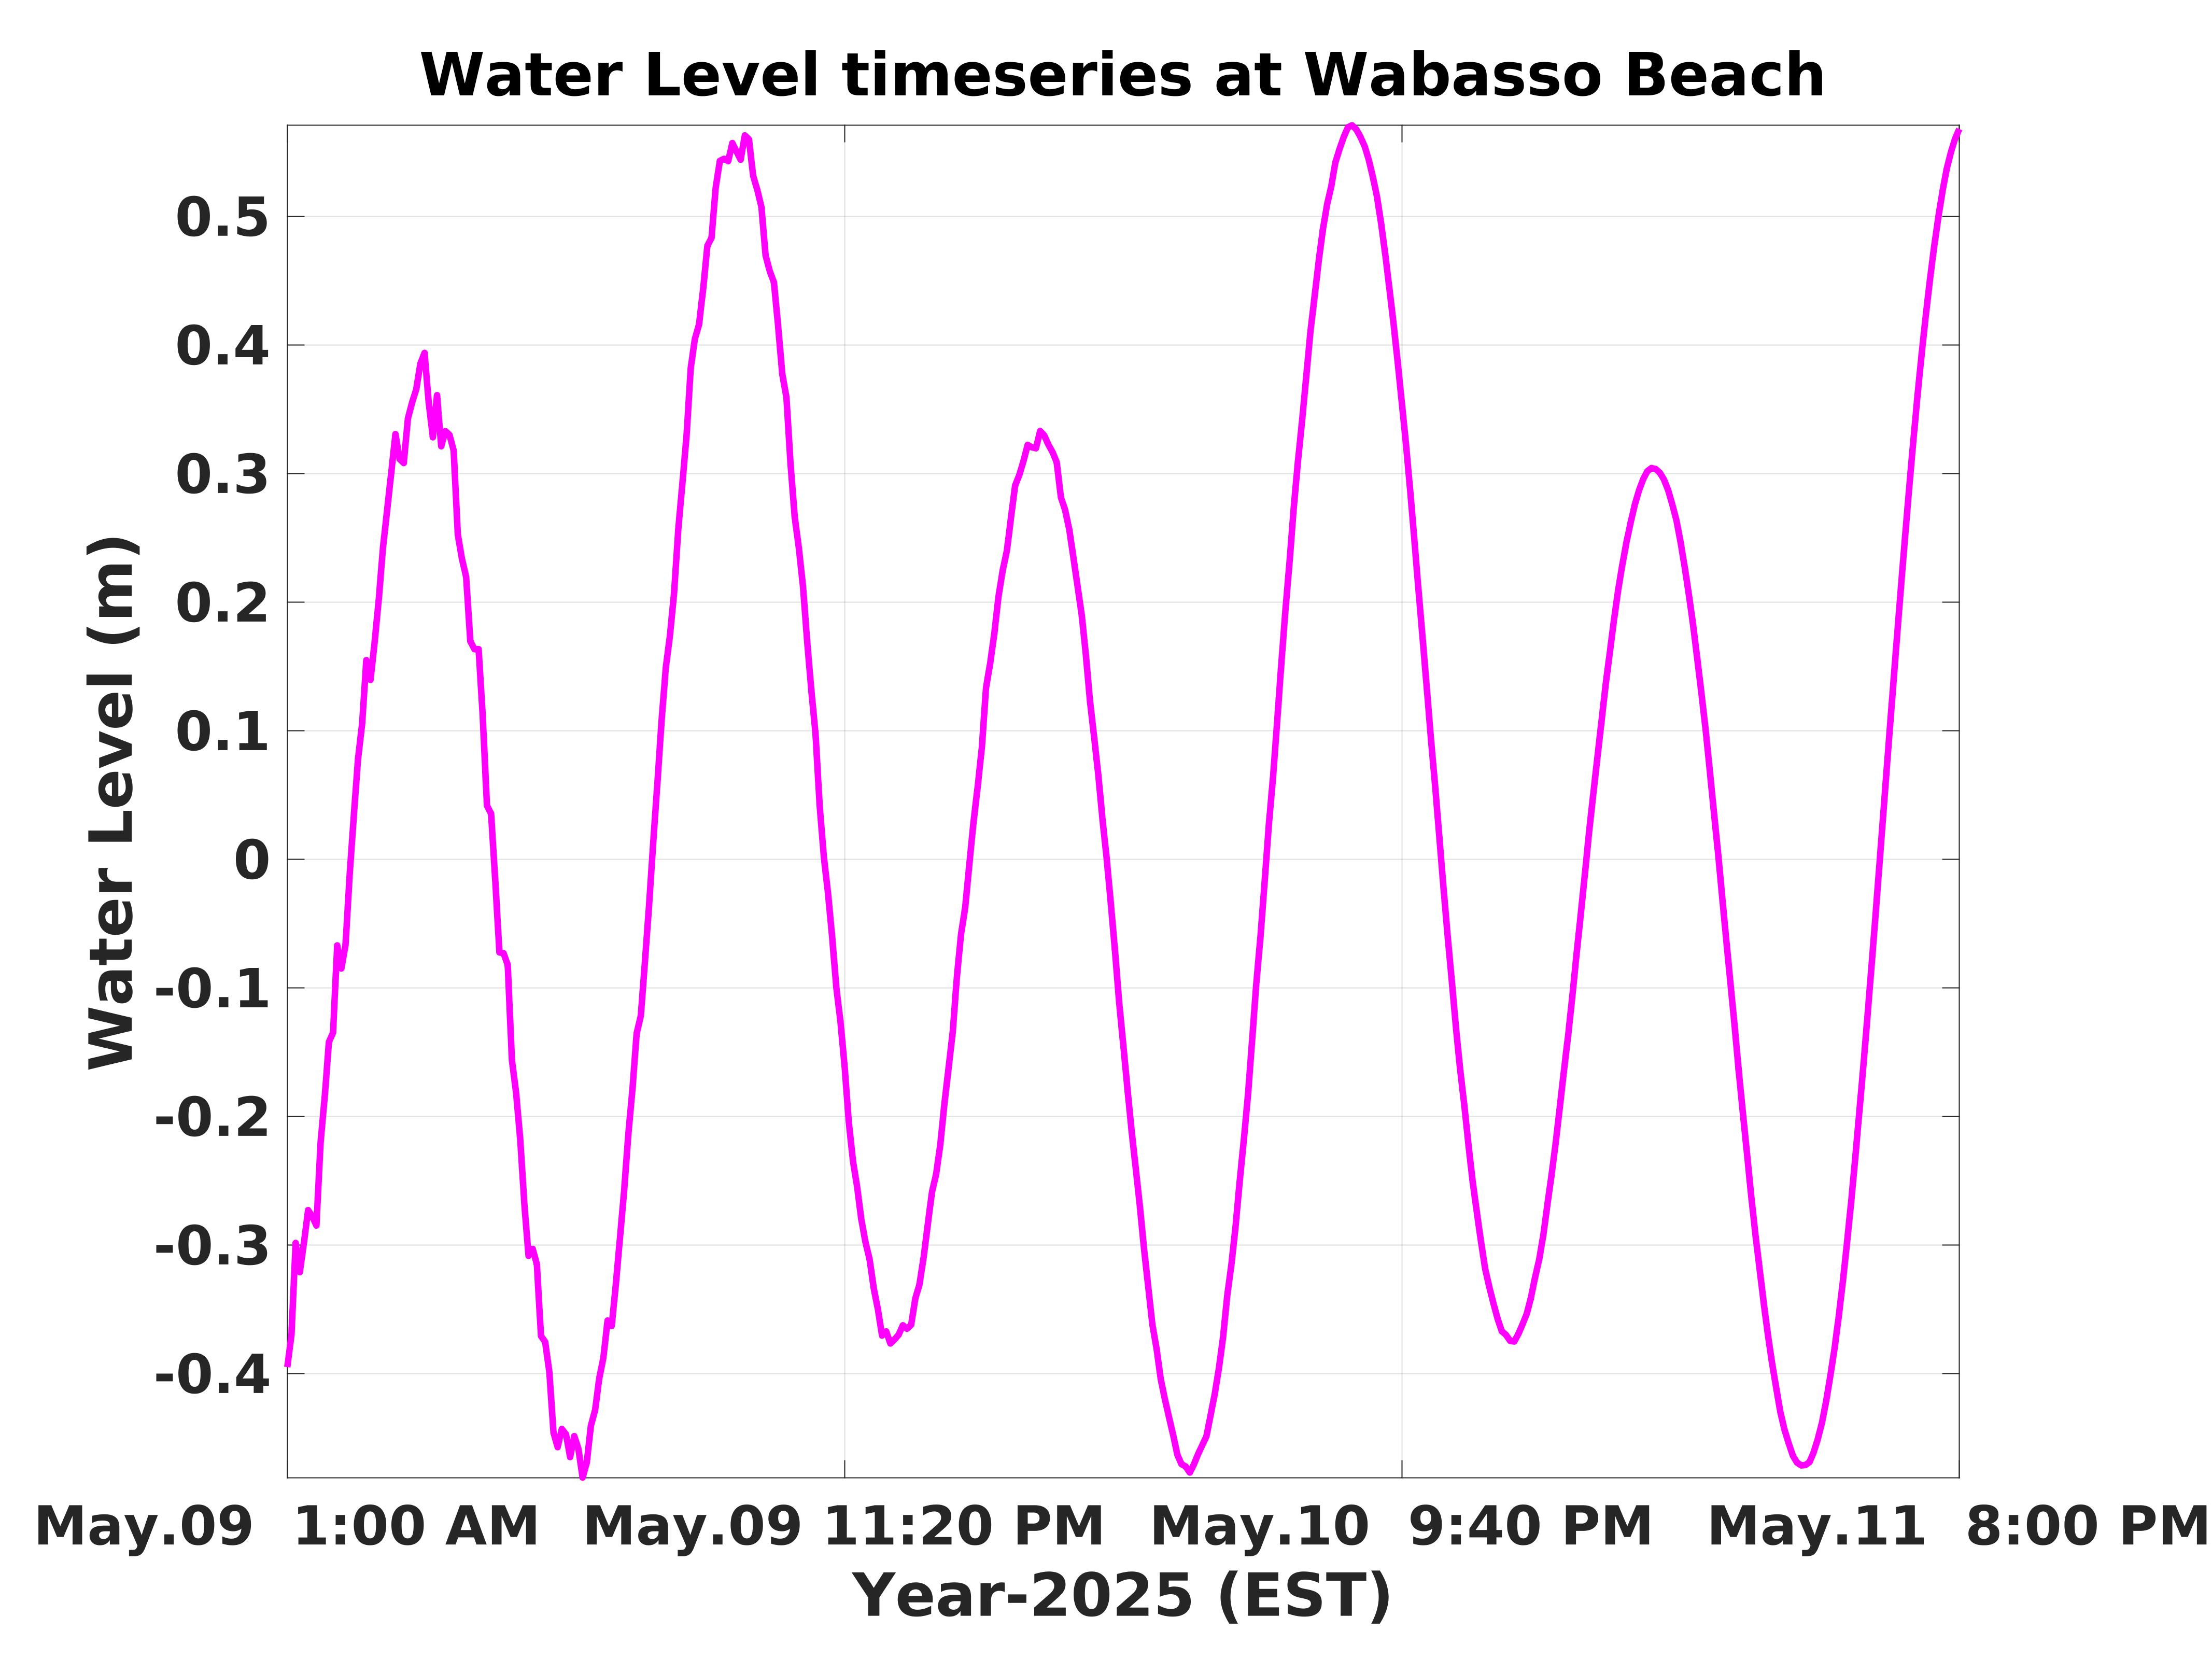 Water Level timeseries at Wabasso Beach
Water Level (m)
0.5
0.4
0.3
0.2
0.1
0
-0.1
-0.2
-0.3
-0.4
May.09 1:00 AM May.09 11:20 PM May.10 9:40 PM May.11 8:00 PM
Year-2025 (EST)